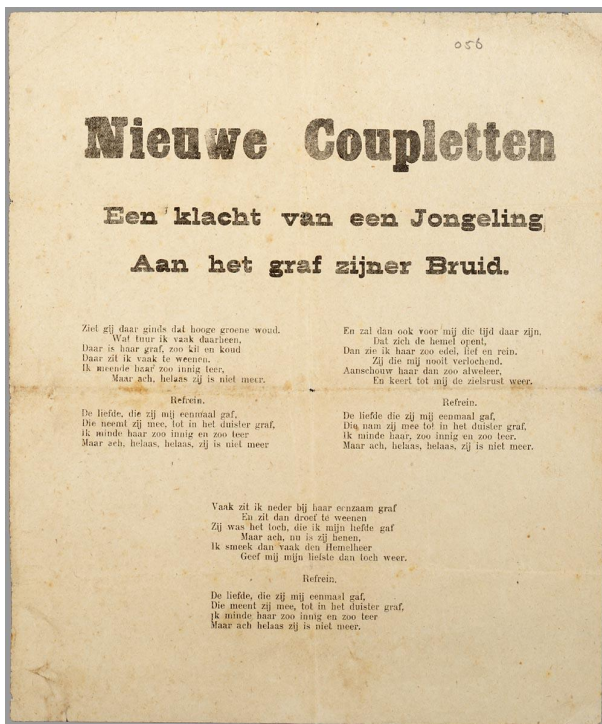 056
Nieuwe Coupletten
Een klacht van een Jongeling
Aan het graf zijner Bruid.
Ziet gij daar ginds dat hooge groene woud.
Wat tuur ik vaak daarheen.
Daar is haar graf, zoo kil en koud
Daar zit ik vaak te weenen.
Ik meende haar zoo innig teer,
Maar ach, helaas zij is niet meer.
Refrein.
De liefde, die zij mij eenmaal gaf,
Die neemt zij mee, tot in het duister graf,
Ik minde haar zoo innig en zoo teer
Maar ach, helaas, helaas, zij is niet meer
En zal dan ook voor mij die tijd daar zijn,
Dat zich de hemel opent,
Dan zie ik haar zoo edel, lief en rein.
Zij die mij nooit verlochend.
Aanschouw haar dan zoo alweleer,
En keert tot mij de zielsrust weer.
Refrein.
De liefde die zij mij eenmaal gaf,
Die nam zij mee tot in het duister graf,
Ik minde haar, zoo innig en zoo teer.
Maar ach, helaas, helaas, zij is niet meer.
Vaak zit ik neder bij haar eenzaam graf
En zit dan droef te weenen
Zij was het toch, die ik mijn liefde gaf
Maar ach, nu is zij henen,
Ik smeek dan vaak den Hemelheer
Geef mij mijn liefste dan toch weer.
Refrein.
De liefde, die zij mij eenmaal gaf,
Die meent zij mee, tot in het duister graf,
Ik minde haar zoo innig en zoo teer
Maar ach helaas zij is niet meer.